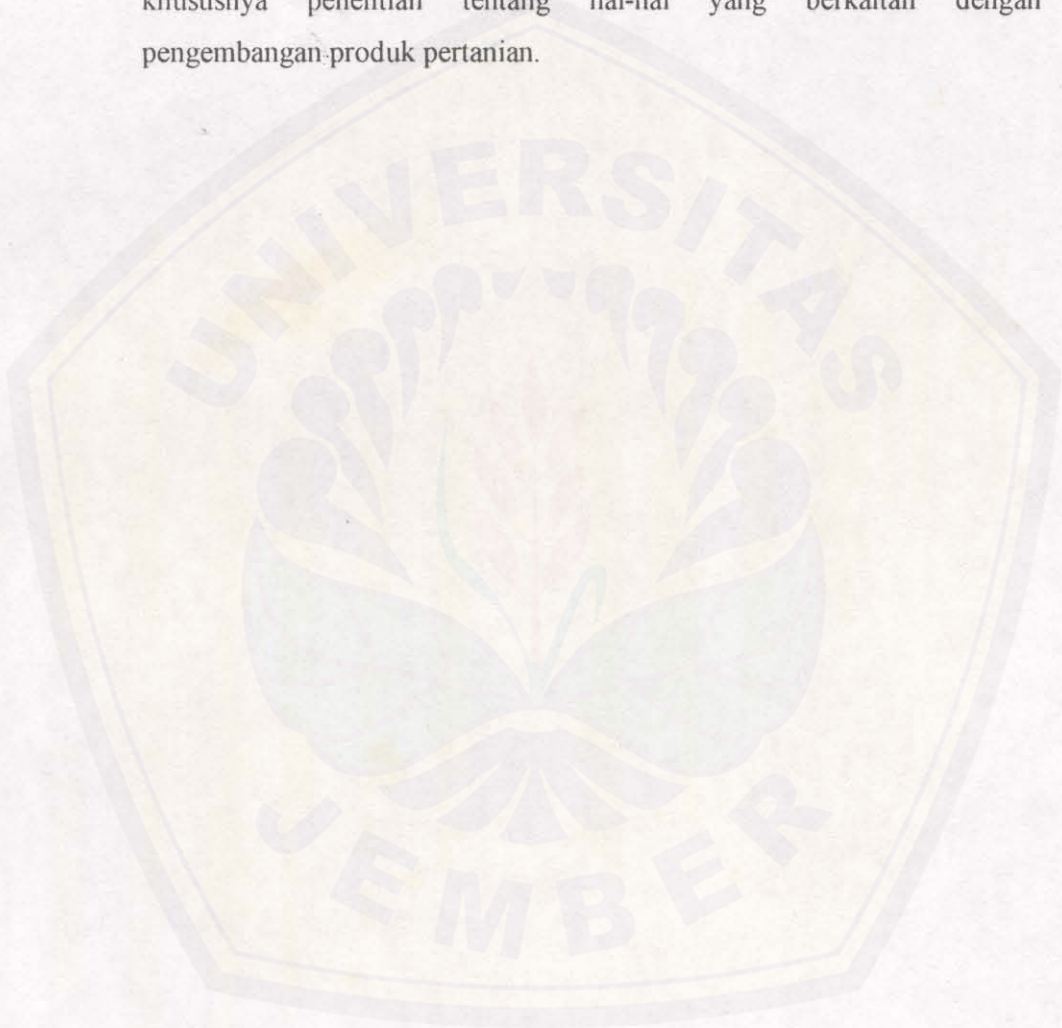 khususnya penelitian tentang hal-hal yang berkaitan dengan
pengembangan produk pertanian.
UNIVERSITAS
JEMBER